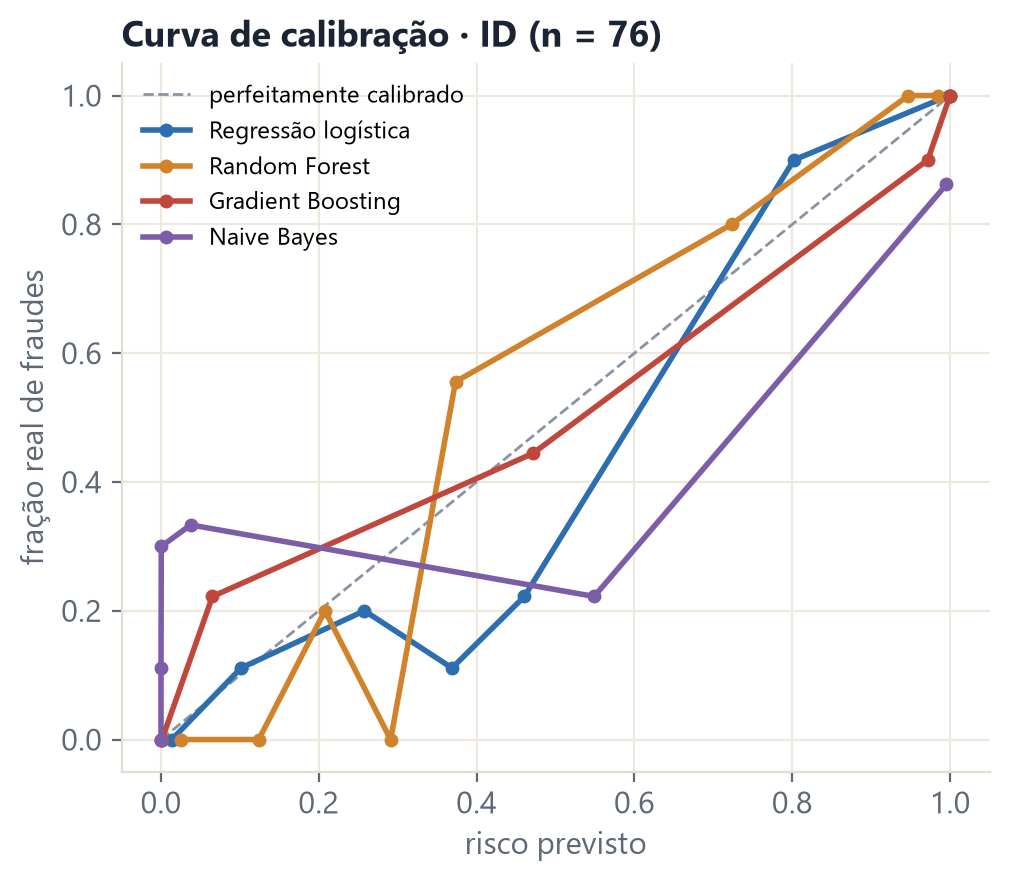 Curva de calibração · ID (n = 76)
perfeitamente calibrado
Regressão logística
Random Forest
Gradient Boosting
Naive Bayes
fração real de fraudes
1.0
0.8
0.6
0.4
0.2
0.0
0.0 0.2 0.4 0.6 0.8 1.0
risco previsto